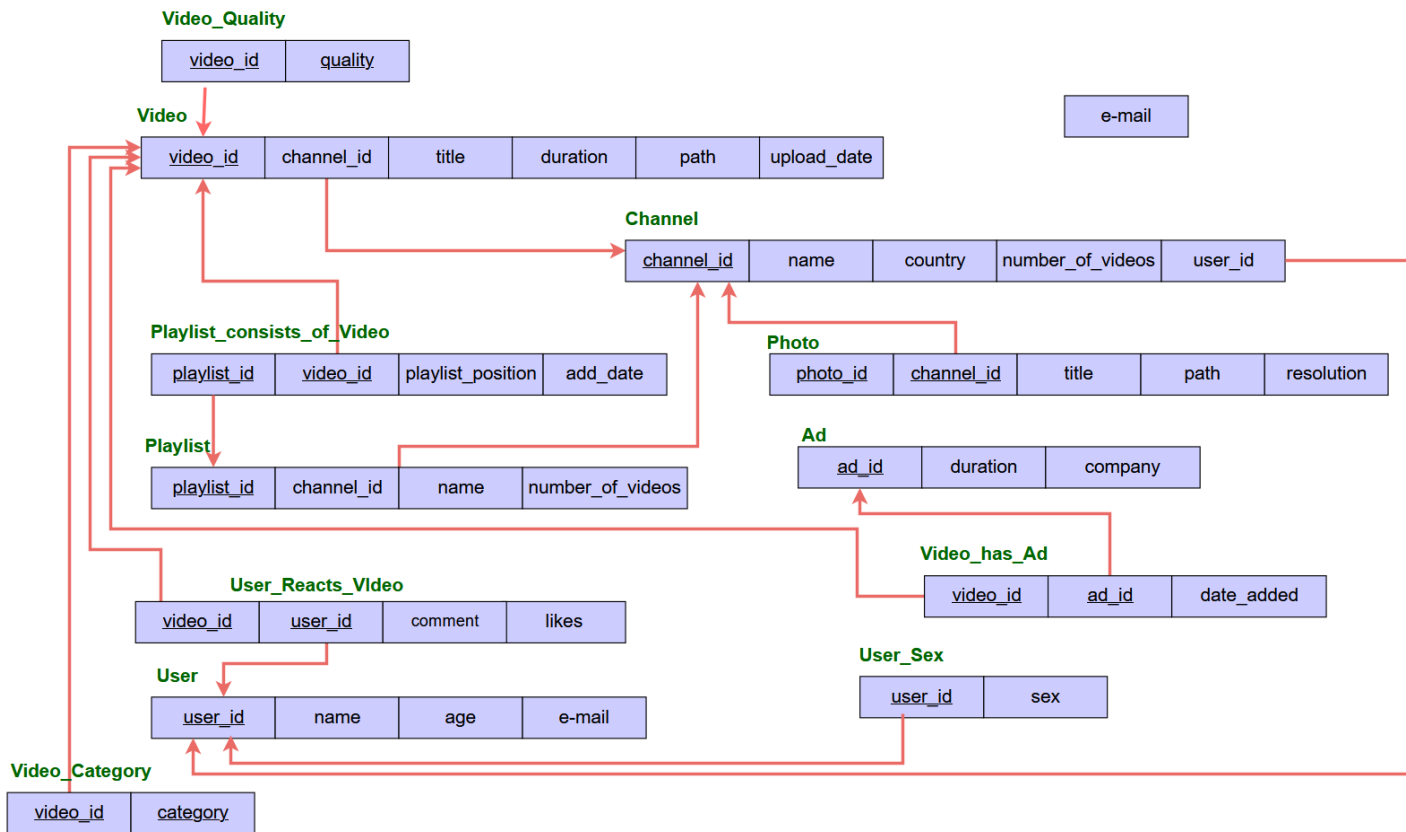 Video_Quality
video_id quality
Video
e-mail
video_id channel_id title duration path upload_date
Channel
channel_id name country number_of_videos user_id
Playlist_consists_of_Video
playlist_id video_id playlist_position add_date
Photo
photo_id channel_id title path resolution
Playlist
playlist_id channel_id name number_of_videos
Ad
ad_id duration company
Video_has_Ad
video_id ad_id date_added
User_Reacts_VIdeo
video_id user_id comment likes
User_Sex
user_id sex
User
user_id name age e-mail
Video_Category
video_id category